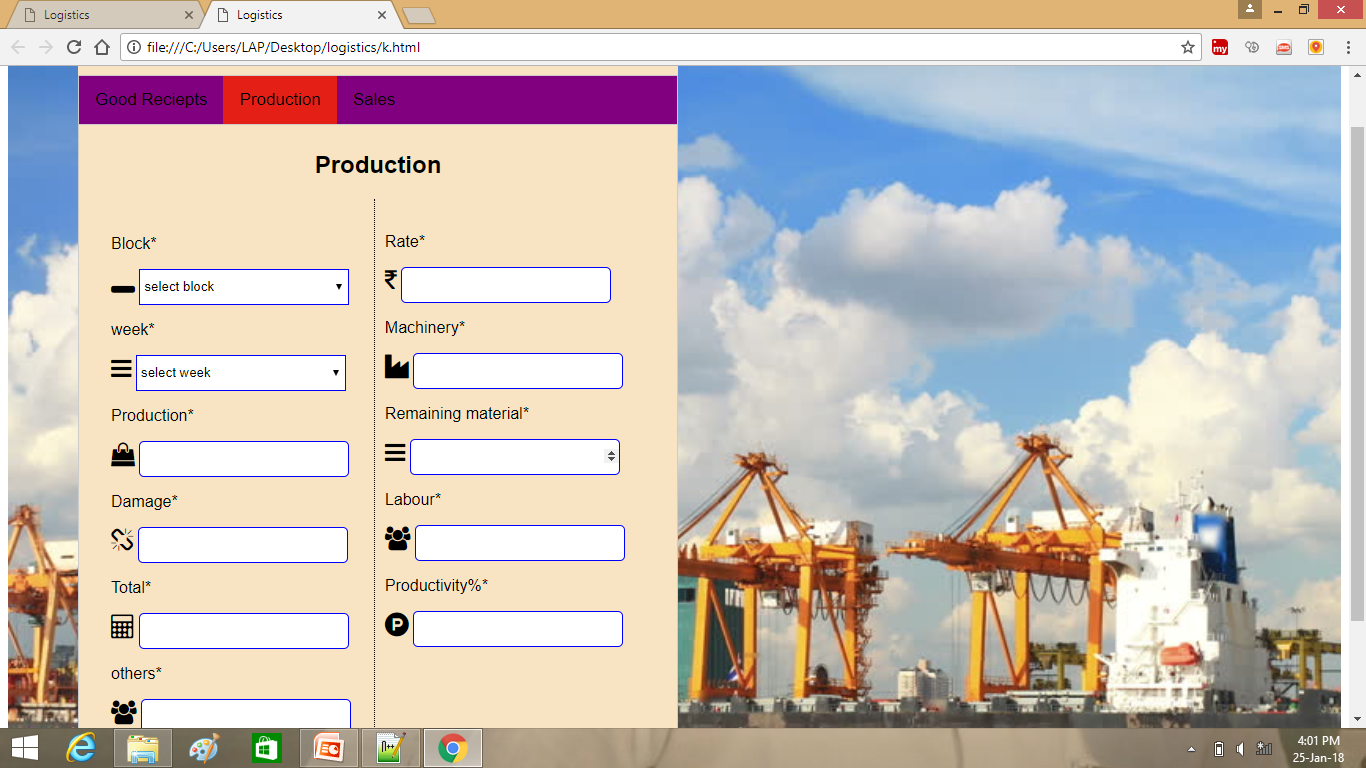 Logistics
Logistics
file:///C:/Users/LAP/Desktop/logistics/k.html
my
Good Reciepts
Production
Sales
Production
Block*
select block
week*
select week
Production*
Damage*
Total*
others*
Rate*
₹
Machinery*
Remaining material*
Labour*
Productivity%*
P
4:01 PM
25-Jan-18